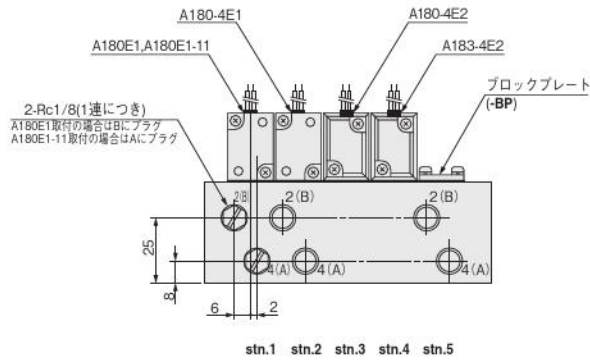 A180-4E1
A180-4E2
A180E1,A180E1-11
A183-4E2
ブロックプレート
(-BP)
2-Rc1/8(1連につき)
A180E1取付の場合はBにプラグ
A180E1-11取付の場合はAにプラグ
2(B)
2(B)
2(B)
4(A)
4(A)
4(A)
25
8
6
2
stn.1 stn.2 stn.3 stn.4 stn.5